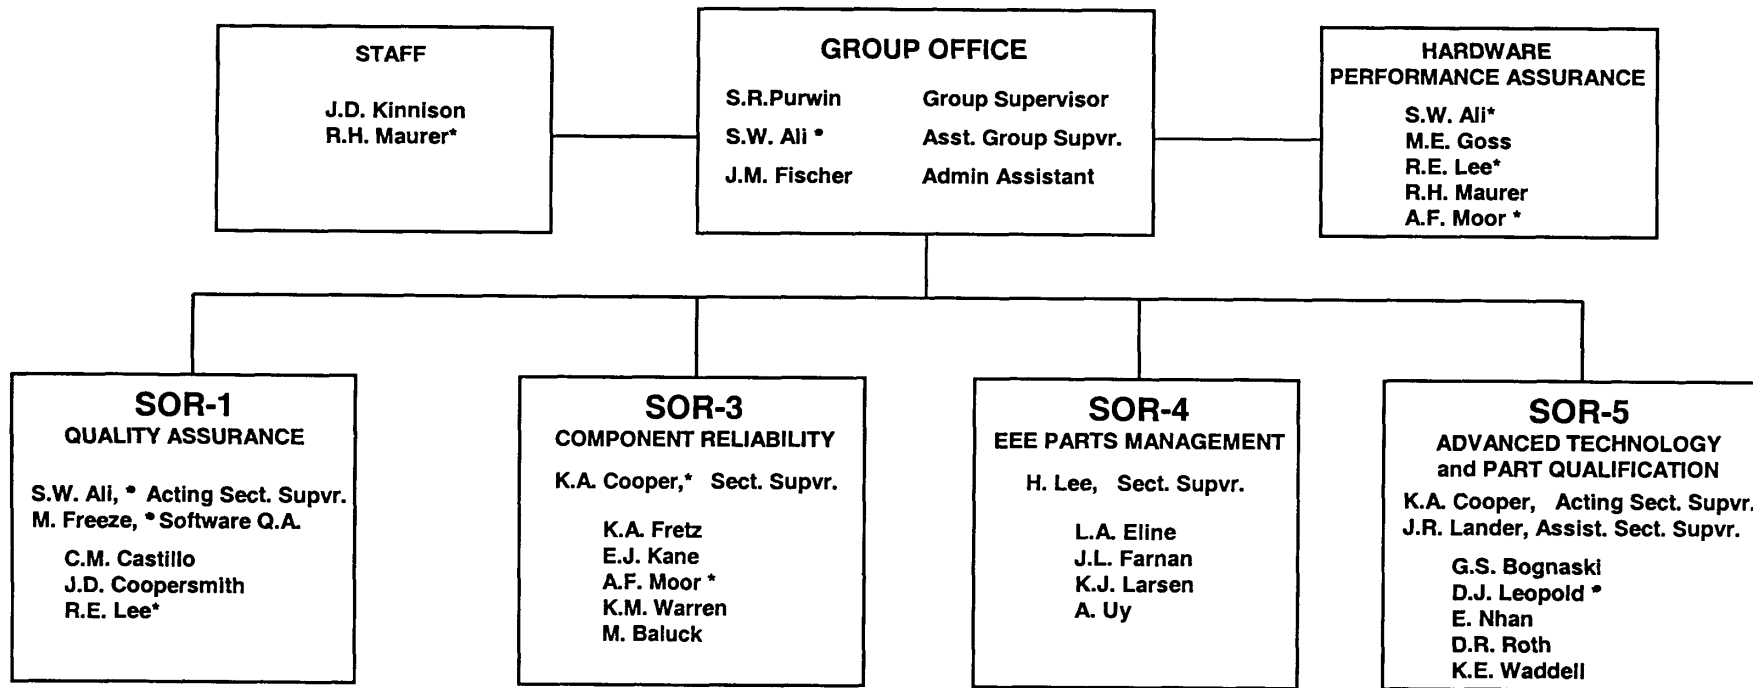 STAFF
J.D. Kinnison
R.H. Maurer*
GROUP OFFICE
S.R.Purwin Group Supervisor
S.W. Ali * Asst. Group Supvr.
J.M. Fischer Admin Assistant
HARDWARE
PERFORMANCE ASSURANCE
S.W. Ali*
M.E. Goss
R.E. Lee*
R.H. Maurer
A.F. Moor *
SOR-1
QUALITY ASSURANCE
S.W. Ali, * Acting Sect. Supvr.
M. Freeze, * Software Q.A.
C.M. Castillo
J.D. Coopersmith
R.E. Lee*
SOR-3
COMPONENT RELIABILITY
K.A. Cooper,* Sect. Supvr.
K.A. Fretz
E.J. Kane
A.F. Moor *
K.M. Warren
M. Baluck
SOR-4
EEE PARTS MANAGEMENT
H. Lee, Sect. Supvr.
L.A. Eline
J.L. Farnan
K.J. Larsen
A. Uy
SOR-5
ADVANCED TECHNOLOGY
and PART QUALIFICATION
K.A. Cooper, Acting Sect. Supvr.
J.R. Lander, Assist. Sect. Supvr.
G.S. Bognaski
D.J. Leopold *
E. Nhan
D.R. Roth
K.E. Waddell